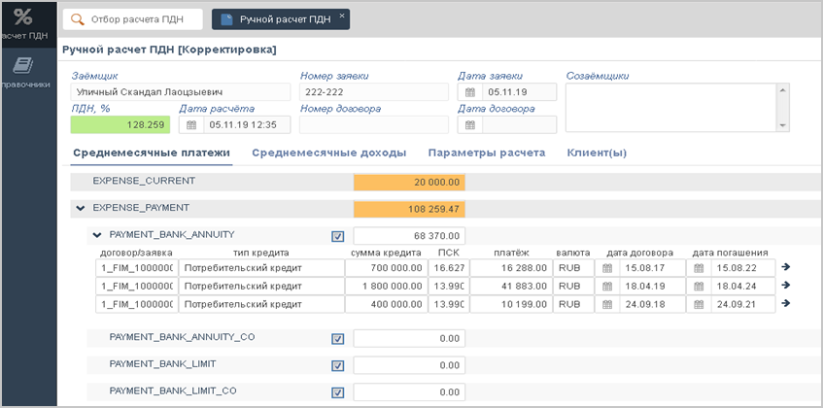 % Отбор расчета ПДН Ручной расчет ПДН ×
асчет ПДН
Ручной расчет ПДН [Корректировка]
правочники
Заёмщик Номер заявки Дата заявки Созаёмщики
Уличный Скандал Лаоцзыевич 222-222 05.11.19
ПДН, % Дата расчёта Номер договора Дата договора
128.259 05.11.19 12:35
Среднемесячные платежи Среднемесячные доходы Параметры расчета Клиент(ы)
EXPENSE_CURRENT 20 000.00
EXPENSE_PAYMENT 108 259.47
PAYMENT_BANK_ANNUITY 68 370.00
договор/заявка тип кредита сумма кредита ПСК платёж валюта дата договора дата погашения
1_FIM_1000000 Потребительский кредит 700 000.00 16.627 16 288.00 RUB 15.08.17 15.08.22
1_FIM_1000000 Потребительский кредит 1 800 000.00 13.990 41 883.00 RUB 18.04.19 18.04.24
1_FIM_1000000 Потребительский кредит 400 000.00 13.990 10 199.00 RUB 24.09.18 24.09.21
PAYMENT_BANK_ANNUITY_CO 0.00
PAYMENT_BANK_LIMIT 0.00
PAYMENT_BANK_LIMIT_CO 0.00